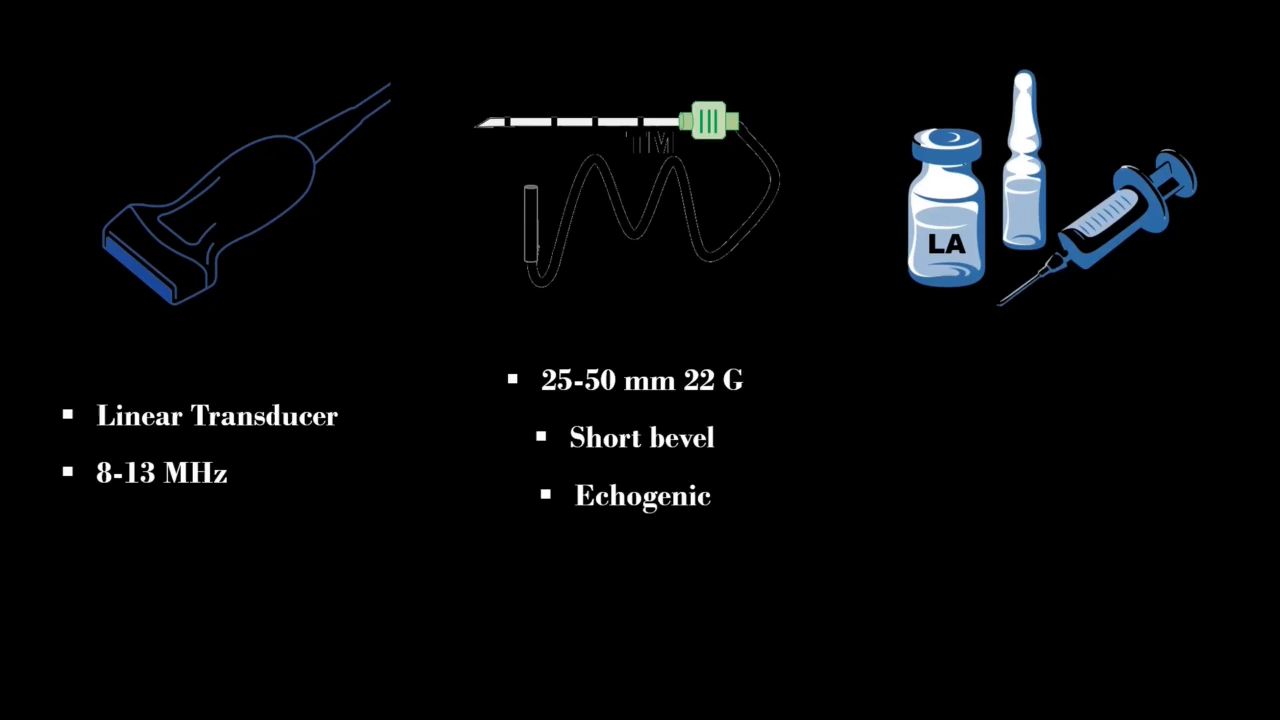 TM
LA
25-50 mm 22 G
Linear Transducer
Short bevel
8-13 MHz
Echogenic